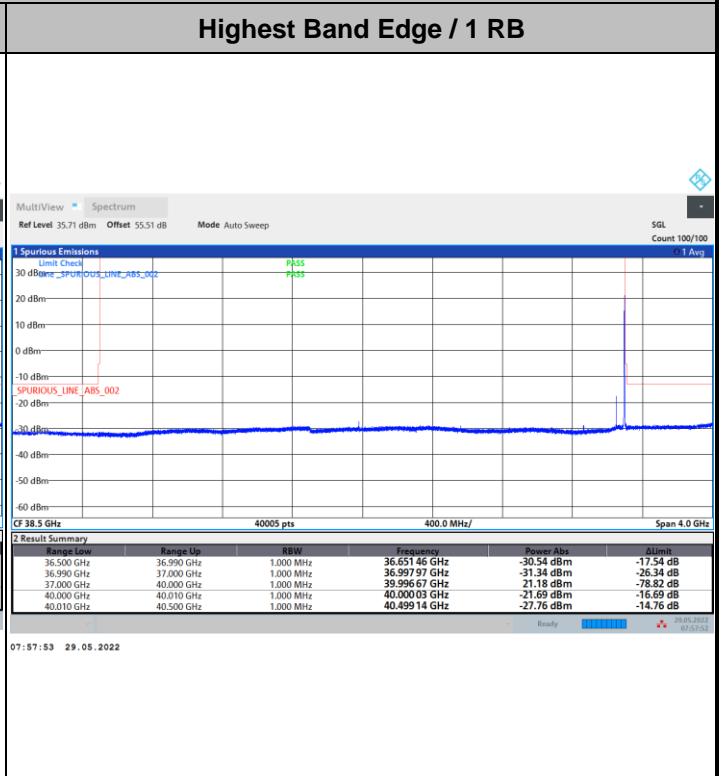 Highest Band Edge / 1 RB
MultiView Spectrum
Ref Level 35.71 dBm Offset 55.51 dB Mode Auto Sweep SGL
Count 100/100
1 Spurious Emissions 1 Avg
Limit Check PASS
30 dBm Line _SPURIOUS_LINE_ABS_002 PASS
20 dBm
10 dBm
0 dBm
-10 dBm
_SPURIOUS_LINE_ABS_002
-20 dBm
-30 dBm
-40 dBm
-50 dBm
-60 dBm
CF 38.5 GHz 40005 pts 400.0 MHz/ Span 4.0 GHz
2 Result Summary
Range Low Range Up RBW Frequency Power Abs ΔLimit
36.500 GHz 36.990 GHz 1.000 MHz 36.651 46 GHz -30.54 dBm -17.54 dB
36.990 GHz 37.000 GHz 1.000 MHz 36.997 97 GHz -31.34 dBm -26.34 dB
37.000 GHz 40.000 GHz 1.000 MHz 39.996 67 GHz 21.18 dBm -78.82 dB
40.000 GHz 40.010 GHz 1.000 MHz 40.000 03 GHz -21.69 dBm -16.69 dB
40.010 GHz 40.500 GHz 1.000 MHz 40.499 14 GHz -27.76 dBm -14.76 dB
Ready 29.05.2022
07:57:52
07:57:53 29.05.2022